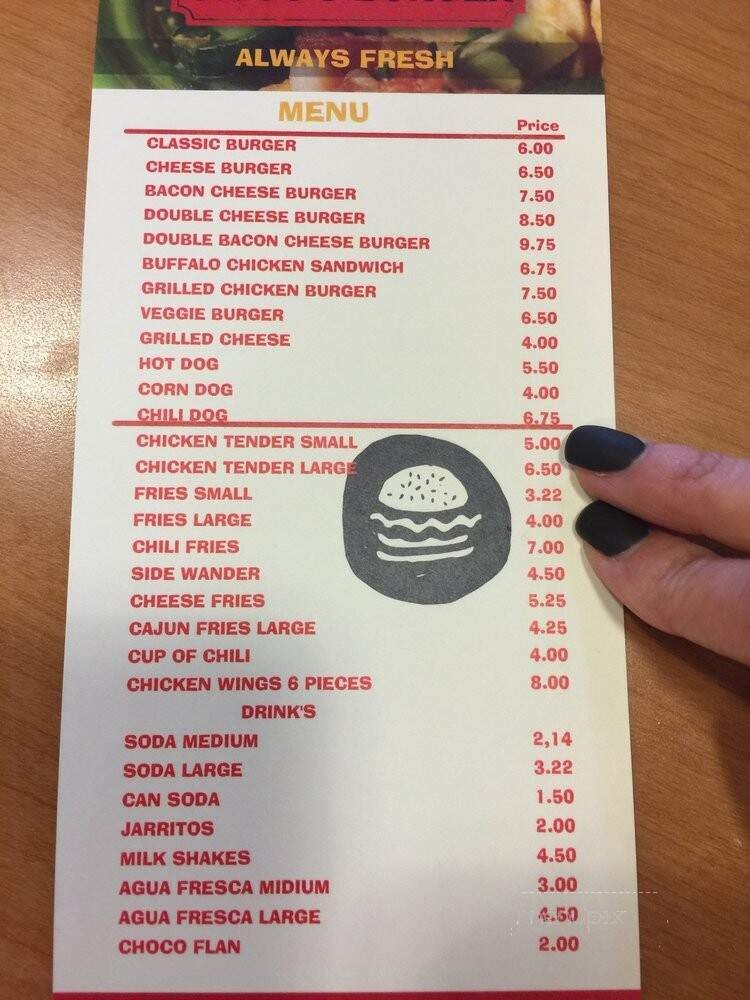 ALWAYS FRESH
MENU
Price
CLASSIC BURGER 6.00
CHEESE BURGER 6.50
BACON CHEESE BURGER 7.50
DOUBLE CHEESE BURGER 8.50
DOUBLE BACON CHEESE BURGER 9.75
BUFFALO CHICKEN SANDWICH 6.75
GRILLED CHICKEN BURGER 7.50
VEGGIE BURGER 6.50
GRILLED CHEESE 4.00
HOT DOG 5.50
CORN DOG 4.00
CHILI DOG 6.75
CHICKEN TENDER SMALL 5.00
CHICKEN TENDER LARGE 6.50
FRIES SMALL 3.22
FRIES LARGE 4.00
CHILI FRIES 7.00
SIDE WANDER 4.50
CHEESE FRIES 5.25
CAJUN FRIES LARGE 4.25
CUP OF CHILI 4.00
CHICKEN WINGS 6 PIECES 8.00
DRINK'S
SODA MEDIUM 2,14
SODA LARGE 3.22
CAN SODA 1.50
JARRITOS 2.00
MILK SHAKES 4.50
AGUA FRESCA MIDIUM 3.00
AGUA FRESCA LARGE 4.50
CHOCO FLAN 2.00